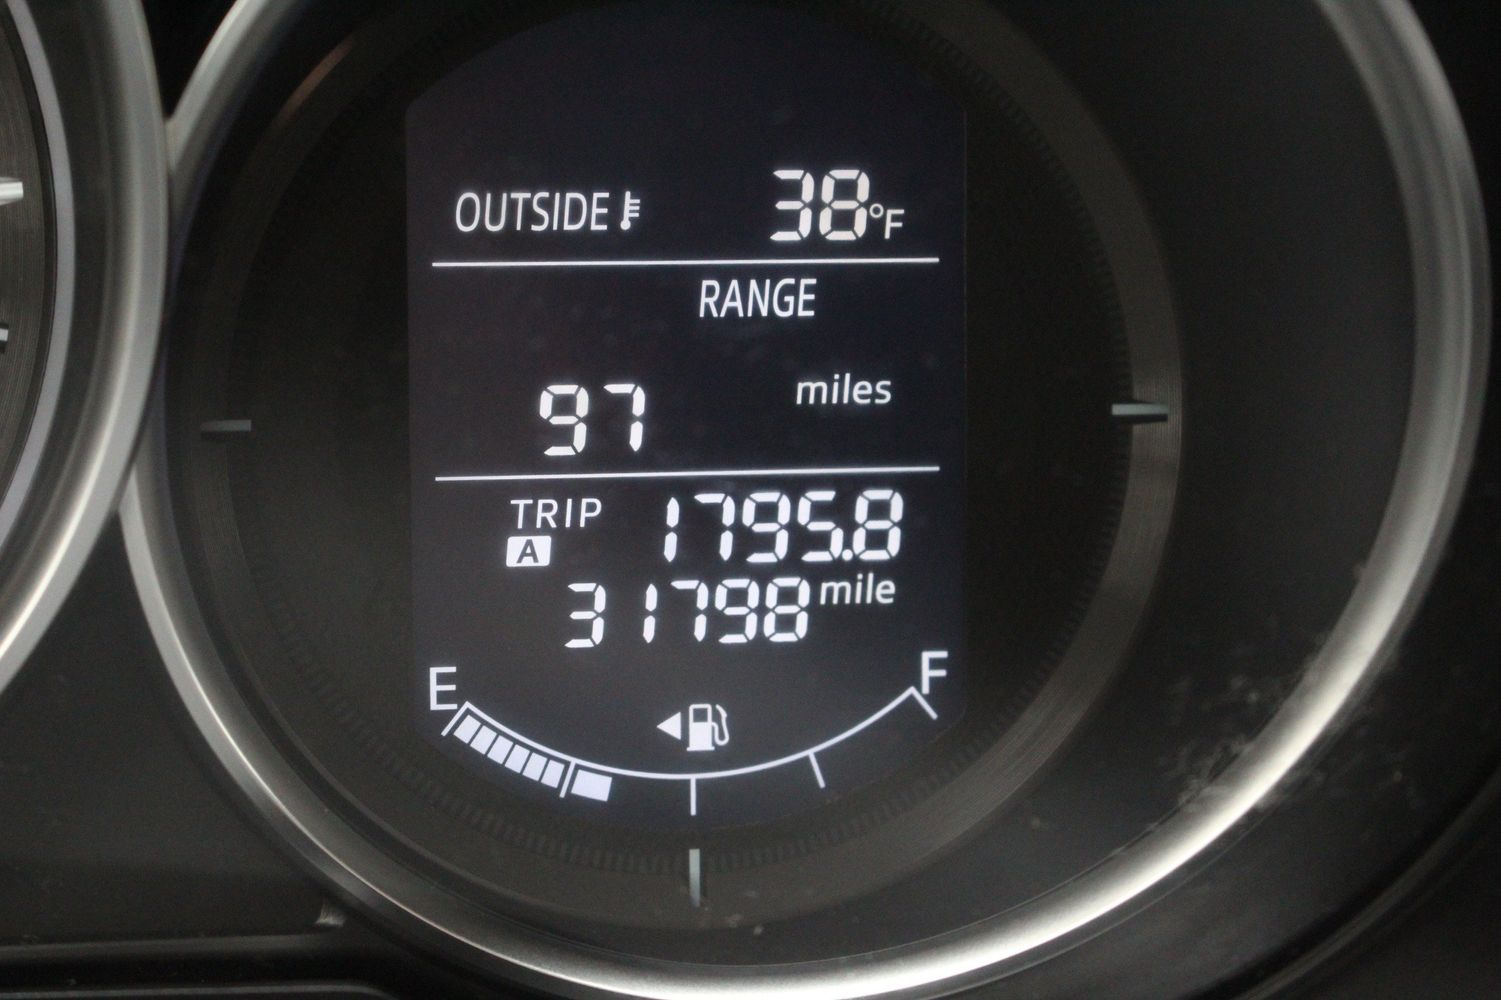 OUTSIDE 38°F
RANGE
97 miles
TRIP A 1795.8
31798 mile
E F